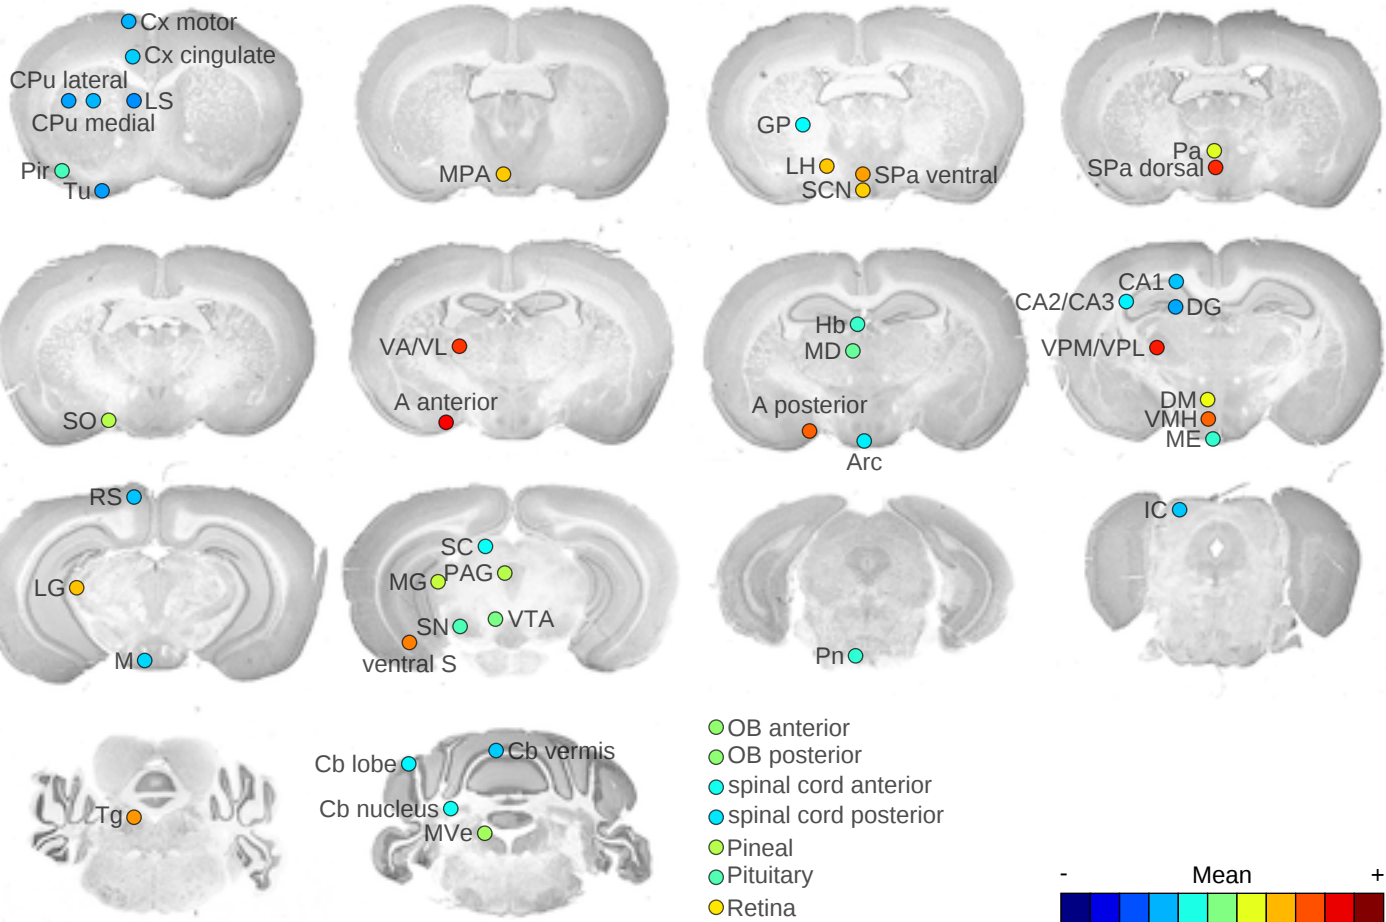 Cx motor
Cx cingulate
CPu lateral
LS
CPu medial
Pir
Tu
MPA
GP
LH
SPa ventral
SCN
Pa
SPa dorsal
SO
VA/VL
A anterior
Hb
MD
A posterior
Arc
CA1
CA2/CA3
DG
VPM/VPL
DM
VMH
ME
RS
LG
M
SC
MG
PAG
SN
VTA
ventral S
Pn
IC
Tg
Cb lobe
Cb vermis
Cb nucleus
MVe
OB anterior
OB posterior
spinal cord anterior
spinal cord posterior
Pineal
Pituitary
Retina
- Mean +